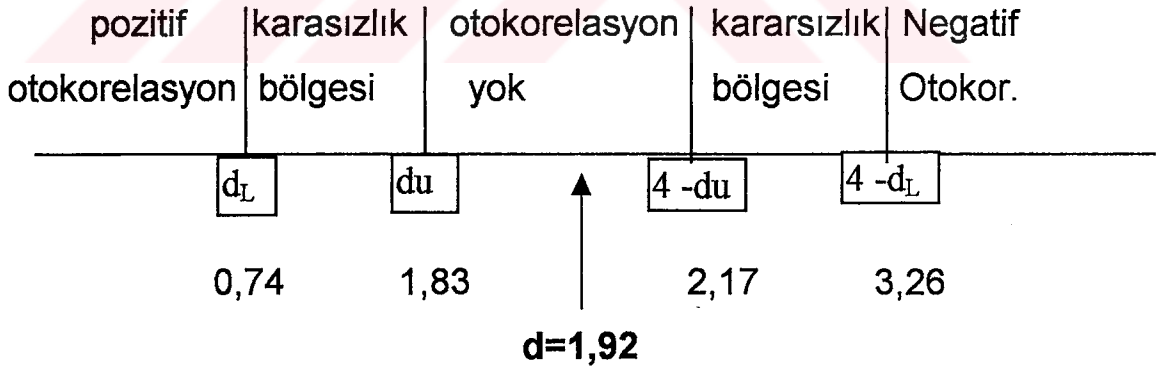 pozitif karasızlık otokorelasyon kararsızlık Negatif
otokorelasyon bölgesi yok bölgesi Otokor.
dL du 4 -du 4 -dL
0,74 1,83 2,17 3,26
d=1,92